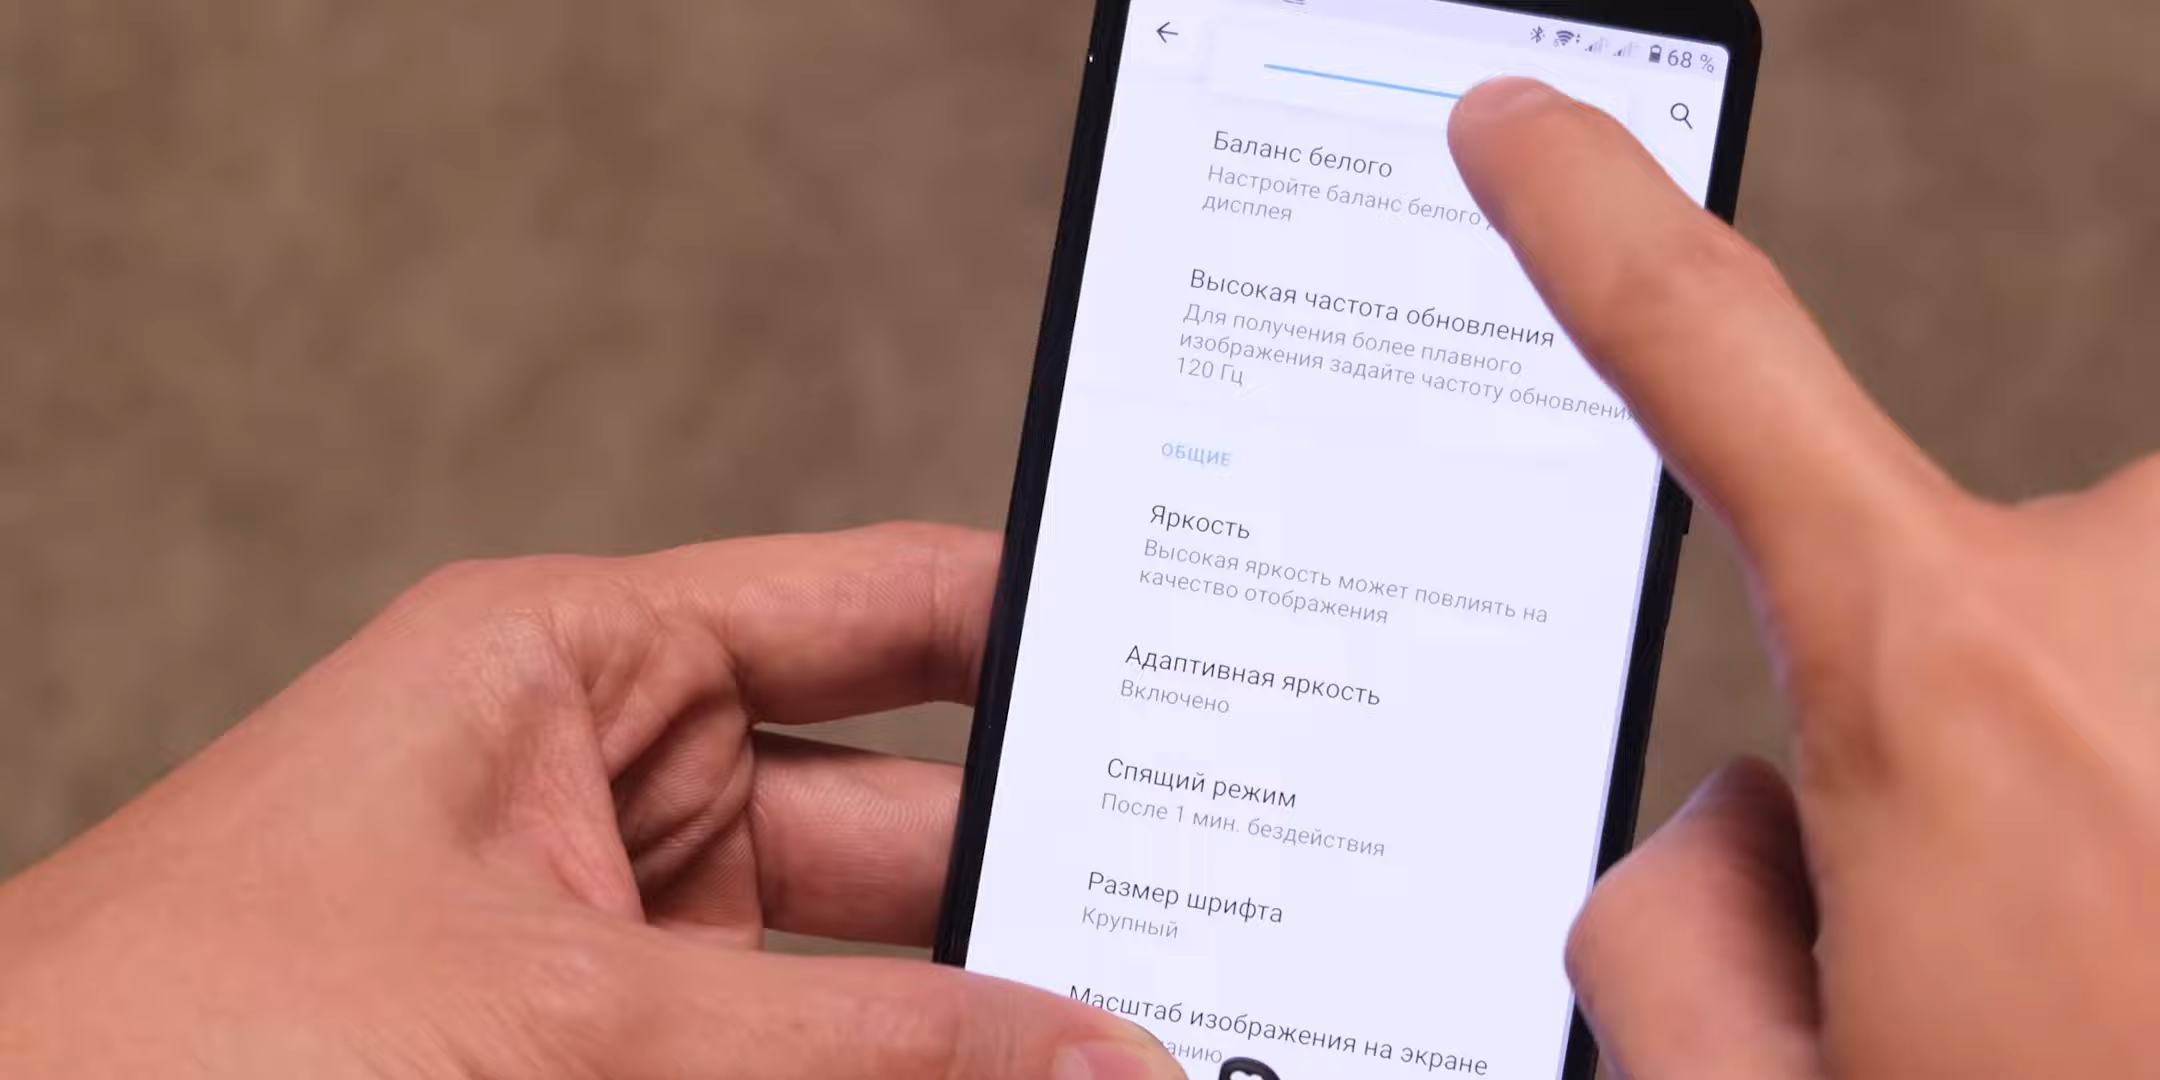 68 %
Баланс белого
Настройте баланс белого
дисплея
Высокая частота обновления
Для получения более плавного
изображения задайте частоту обновления
120 Гц
ОБЩИЕ
Яркость
Высокая яркость может повлиять на
качество отображения
Адаптивная яркость
Включено
Спящий режим
После 1 мин. бездействия
Размер шрифта
Крупный
Масштаб изображения на экране